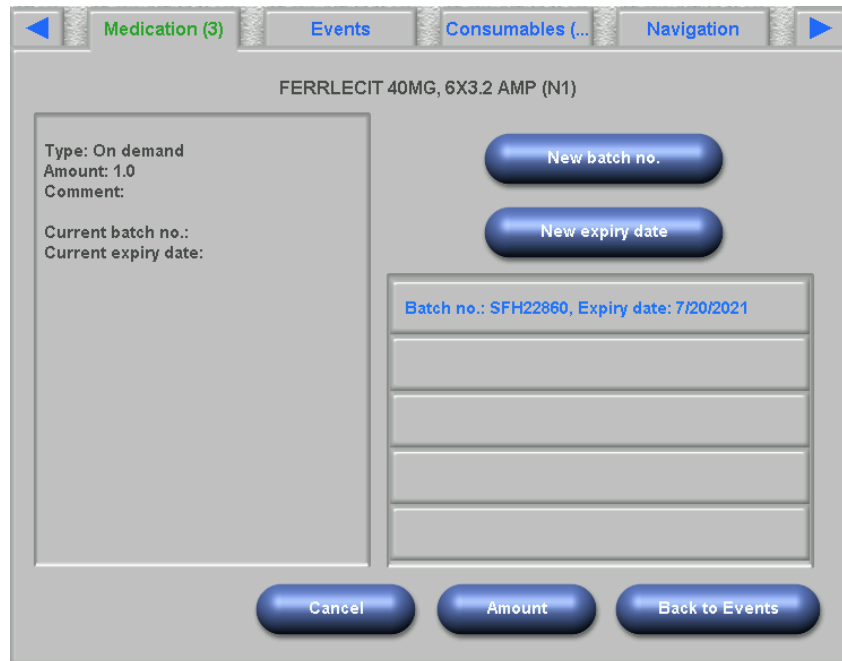 Medication (3) Events Consumables (... Navigation
FERRLECIT 40MG, 6X3.2 AMP (N1)
Type: On demand
Amount: 1.0
Comment:
Current batch no.:
Current expiry date:
New batch no.
New expiry date
Batch no.: SFH22860, Expiry date: 7/20/2021
Cancel Amount Back to Events